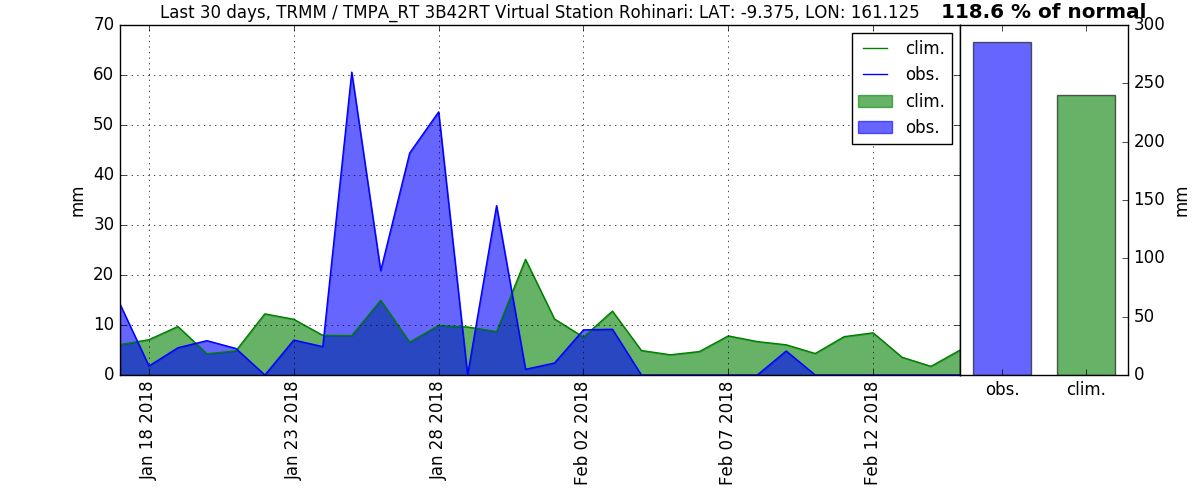 Last 30 days, TRMM / TMPA_RT 3B42RT Virtual Station Rohinari: LAT: -9.375, LON: 161.125
118.6 % of normal
70
60
50
40
30
20
10
0
mm
clim.
obs.
clim.
obs.
Jan 18 2018
Jan 23 2018
Jan 28 2018
Feb 02 2018
Feb 07 2018
Feb 12 2018
300
250
200
150
100
50
0
mm
obs.
clim.